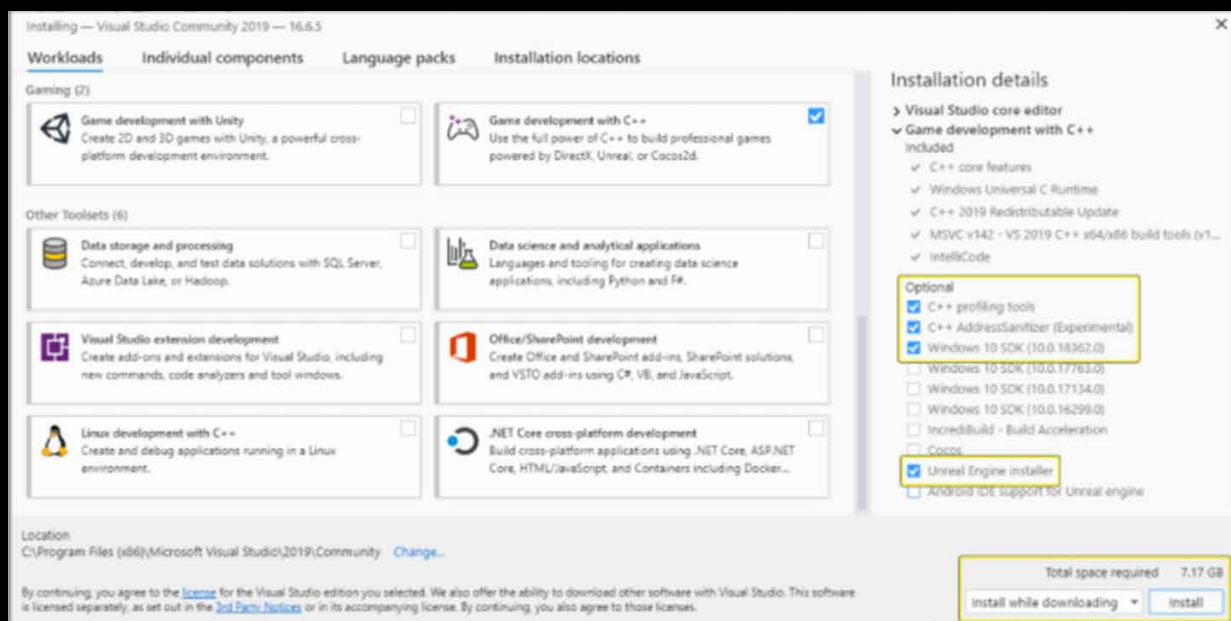 Installing — Visual Studio Community 2019 — 16.6.5
Workloads
Individual components
Language packs
Installation locations
Gaming (2)
Game development with Unity
Create 2D and 3D games with Unity, a powerful cross-
platform development environment.
Game development with C++
Use the full power of C++ to build professional games
powered by DirectX, Unreal, or Cocos2d.
Other Toolsets (6)
Data storage and processing
Connect, develop, and test data solutions with SQL Server,
Azure Data Lake, or Hadoop.
Data science and analytical applications
Languages and tooling for creating data science
applications, including Python and F#.
Visual Studio extension development
Create add-ons and extensions for Visual Studio, including
new commands, code analyzers and tool windows.
Office/SharePoint development
Create Office and SharePoint add-ins, SharePoint solutions,
and VSTO add-ins using C#, VB, and JavaScript.
Linux development with C++
Create and debug applications running in a Linux
environment.
.NET Core cross-platform development
Build cross-platform applications using .NET Core, ASP.NET
Core, HTML/JavaScript, and Containers including Docker...
Installation details
Visual Studio core editor
Game development with C++
Included
C++ core features
Windows Universal C Runtime
C++ 2019 Redistributable Update
MSVC v142 - VS 2019 C++ x64/x86 build tools (v1...
IntelliCode
Optional
C++ profiling tools
C++ AddressSanitizer (Experimental)
Windows 10 SDK (10.0.18362.0)
Windows 10 SDK (10.0.17763.0)
Windows 10 SDK (10.0.17134.0)
Windows 10 SDK (10.0.16299.0)
IncrediBuild - Build Acceleration
Cocos
Unreal Engine installer
Android IDE support for Unreal engine
Location
C:\Program Files (x86)\Microsoft Visual Studio\2019\Community Change...
By continuing, you agree to the license for the Visual Studio edition you selected. We also offer the ability to download other software with Visual Studio. This software
is licensed separately, as set out in the 3rd Party Notices or in its accompanying license. By continuing, you also agree to those licenses.
Total space required 7.17 GB
Install while downloading
Install